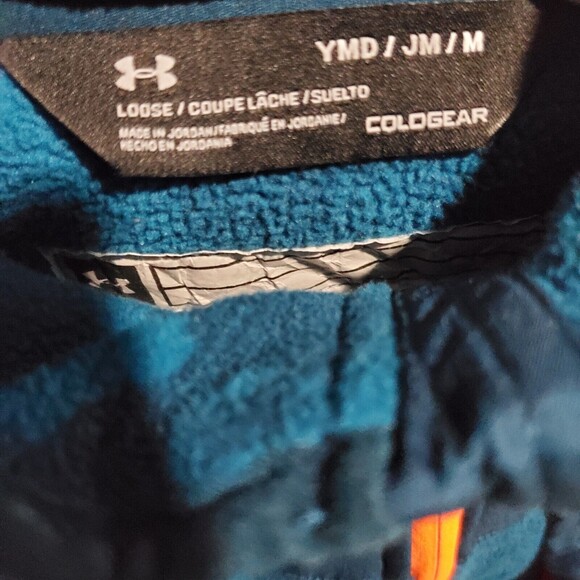 YMD / JM / M
LOOSE / COUPE LÂCHE / SUELTO
MADE IN JORDAN/FABRIQUÉ EN JORDANIE/
HECHO EN JORDANIA
COLDGEAR